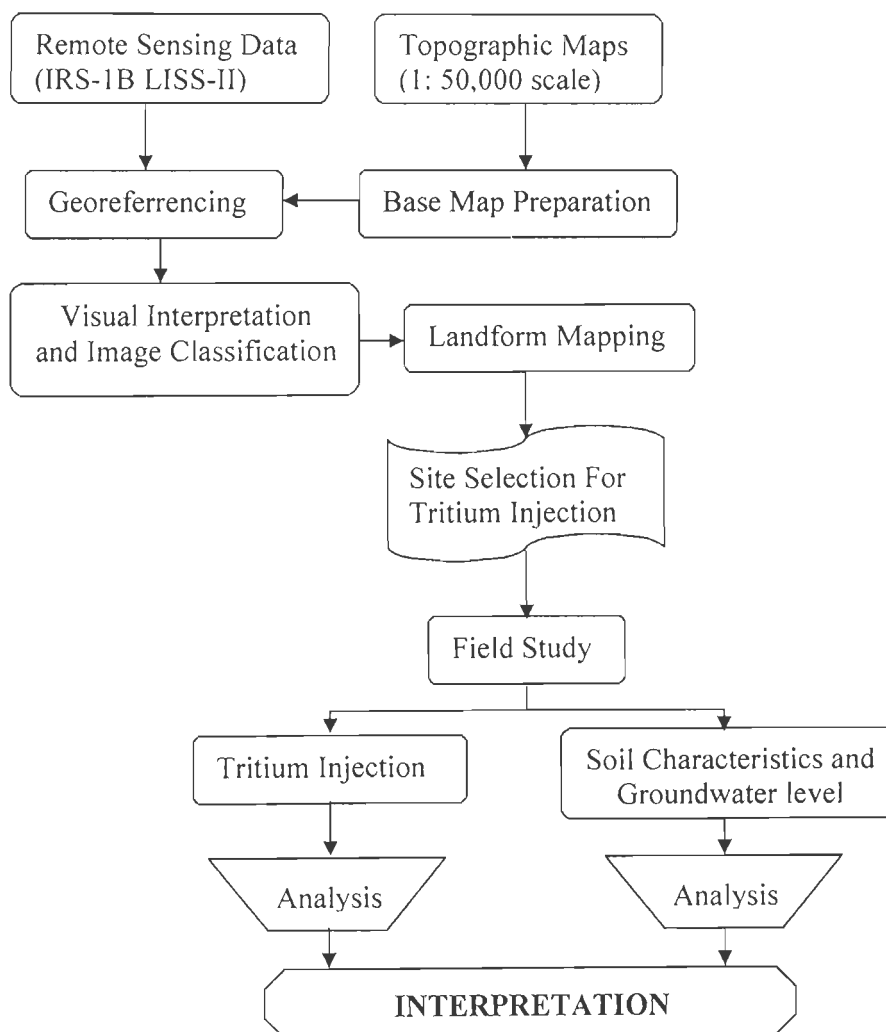 Remote Sensing Data
(IRS-1B LISS-II)
Topographic Maps
(1: 50,000 scale)
Georeferrencing
Base Map Preparation
Visual Interpretation
and Image Classification
Landform Mapping
Site Selection For
Tritium Injection
Field Study
Tritium Injection
Soil Characteristics and
Groundwater level
Analysis
Analysis
INTERPRETATION